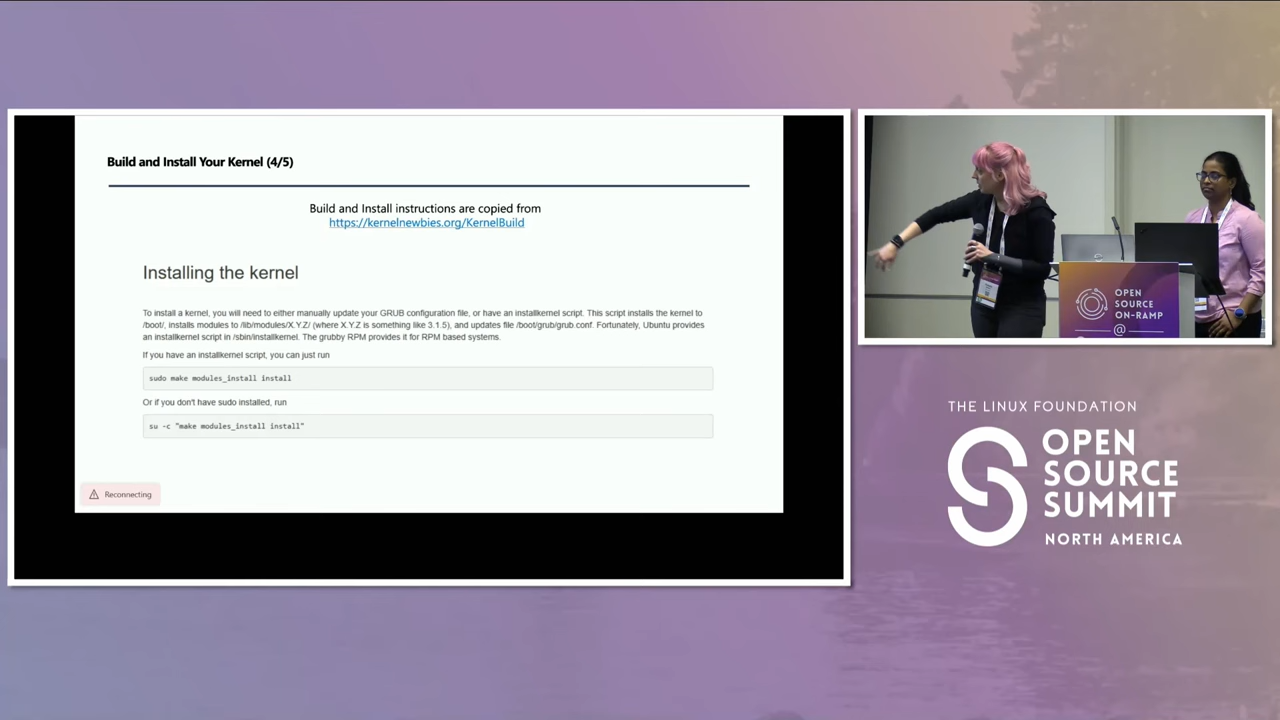 Build and Install Your Kernel (4/5)
Build and Install instructions are copied from
https://kernelnewbies.org/KernelBuild
Installing the kernel
To install a kernel, you will need to either manually update your GRUB configuration file, or have an installkernel script. This script installs the kernel to
/boot/, installs modules to /lib/modules/X.Y.Z/ (where X.Y.Z is something like 3.1.5), and updates file /boot/grub/grub.conf. Fortunately, Ubuntu provides
an installkernel script in /sbin/installkernel. The grubby RPM provides it for RPM based systems.
If you have an installkernel script, you can just run
sudo make modules_install install
Or if you don't have sudo installed, run
su -c "make modules_install install"
Reconnecting
OPEN
SOURCE
ON-RAMP
@
THE LINUX FOUNDATION
OPEN
SOURCE
SUMMIT
NORTH AMERICA